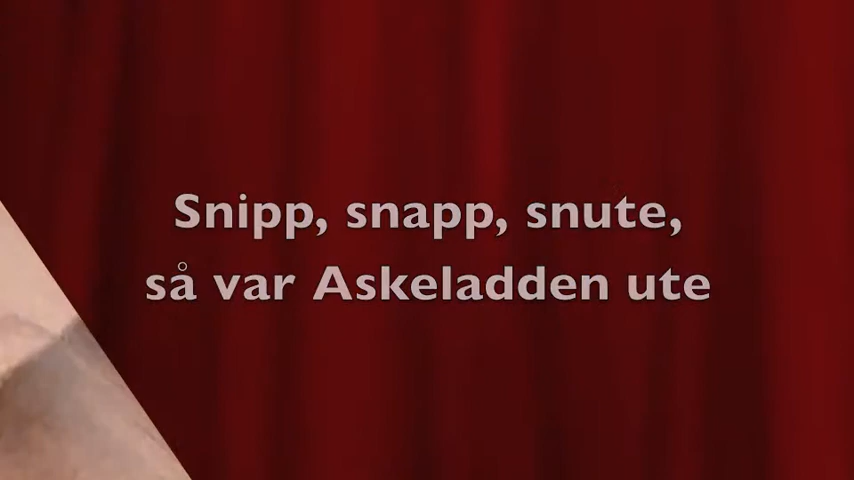 Snipp, snapp, snute,
så var Askeladden ute